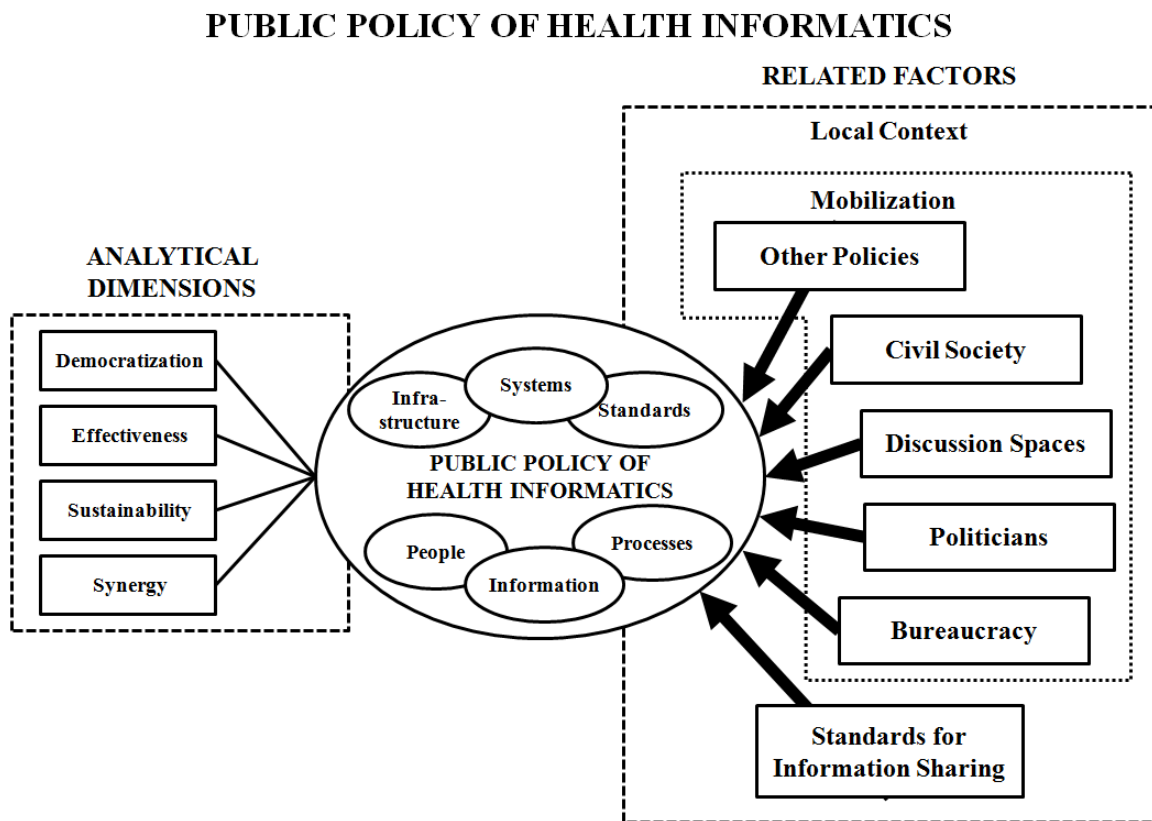 PUBLIC POLICY OF HEALTH INFORMATICS
RELATED FACTORS
Local Context
Mobilization
Other Policies
Civil Society
Discussion Spaces
Politicians
Bureaucracy
Standards for
Information Sharing
ANALYTICAL
DIMENSIONS
Democratization
Effectiveness
Sustainability
Synergy
Infra-
structure
Systems
Standards
PUBLIC POLICY OF
HEALTH INFORMATICS
People
Information
Processes